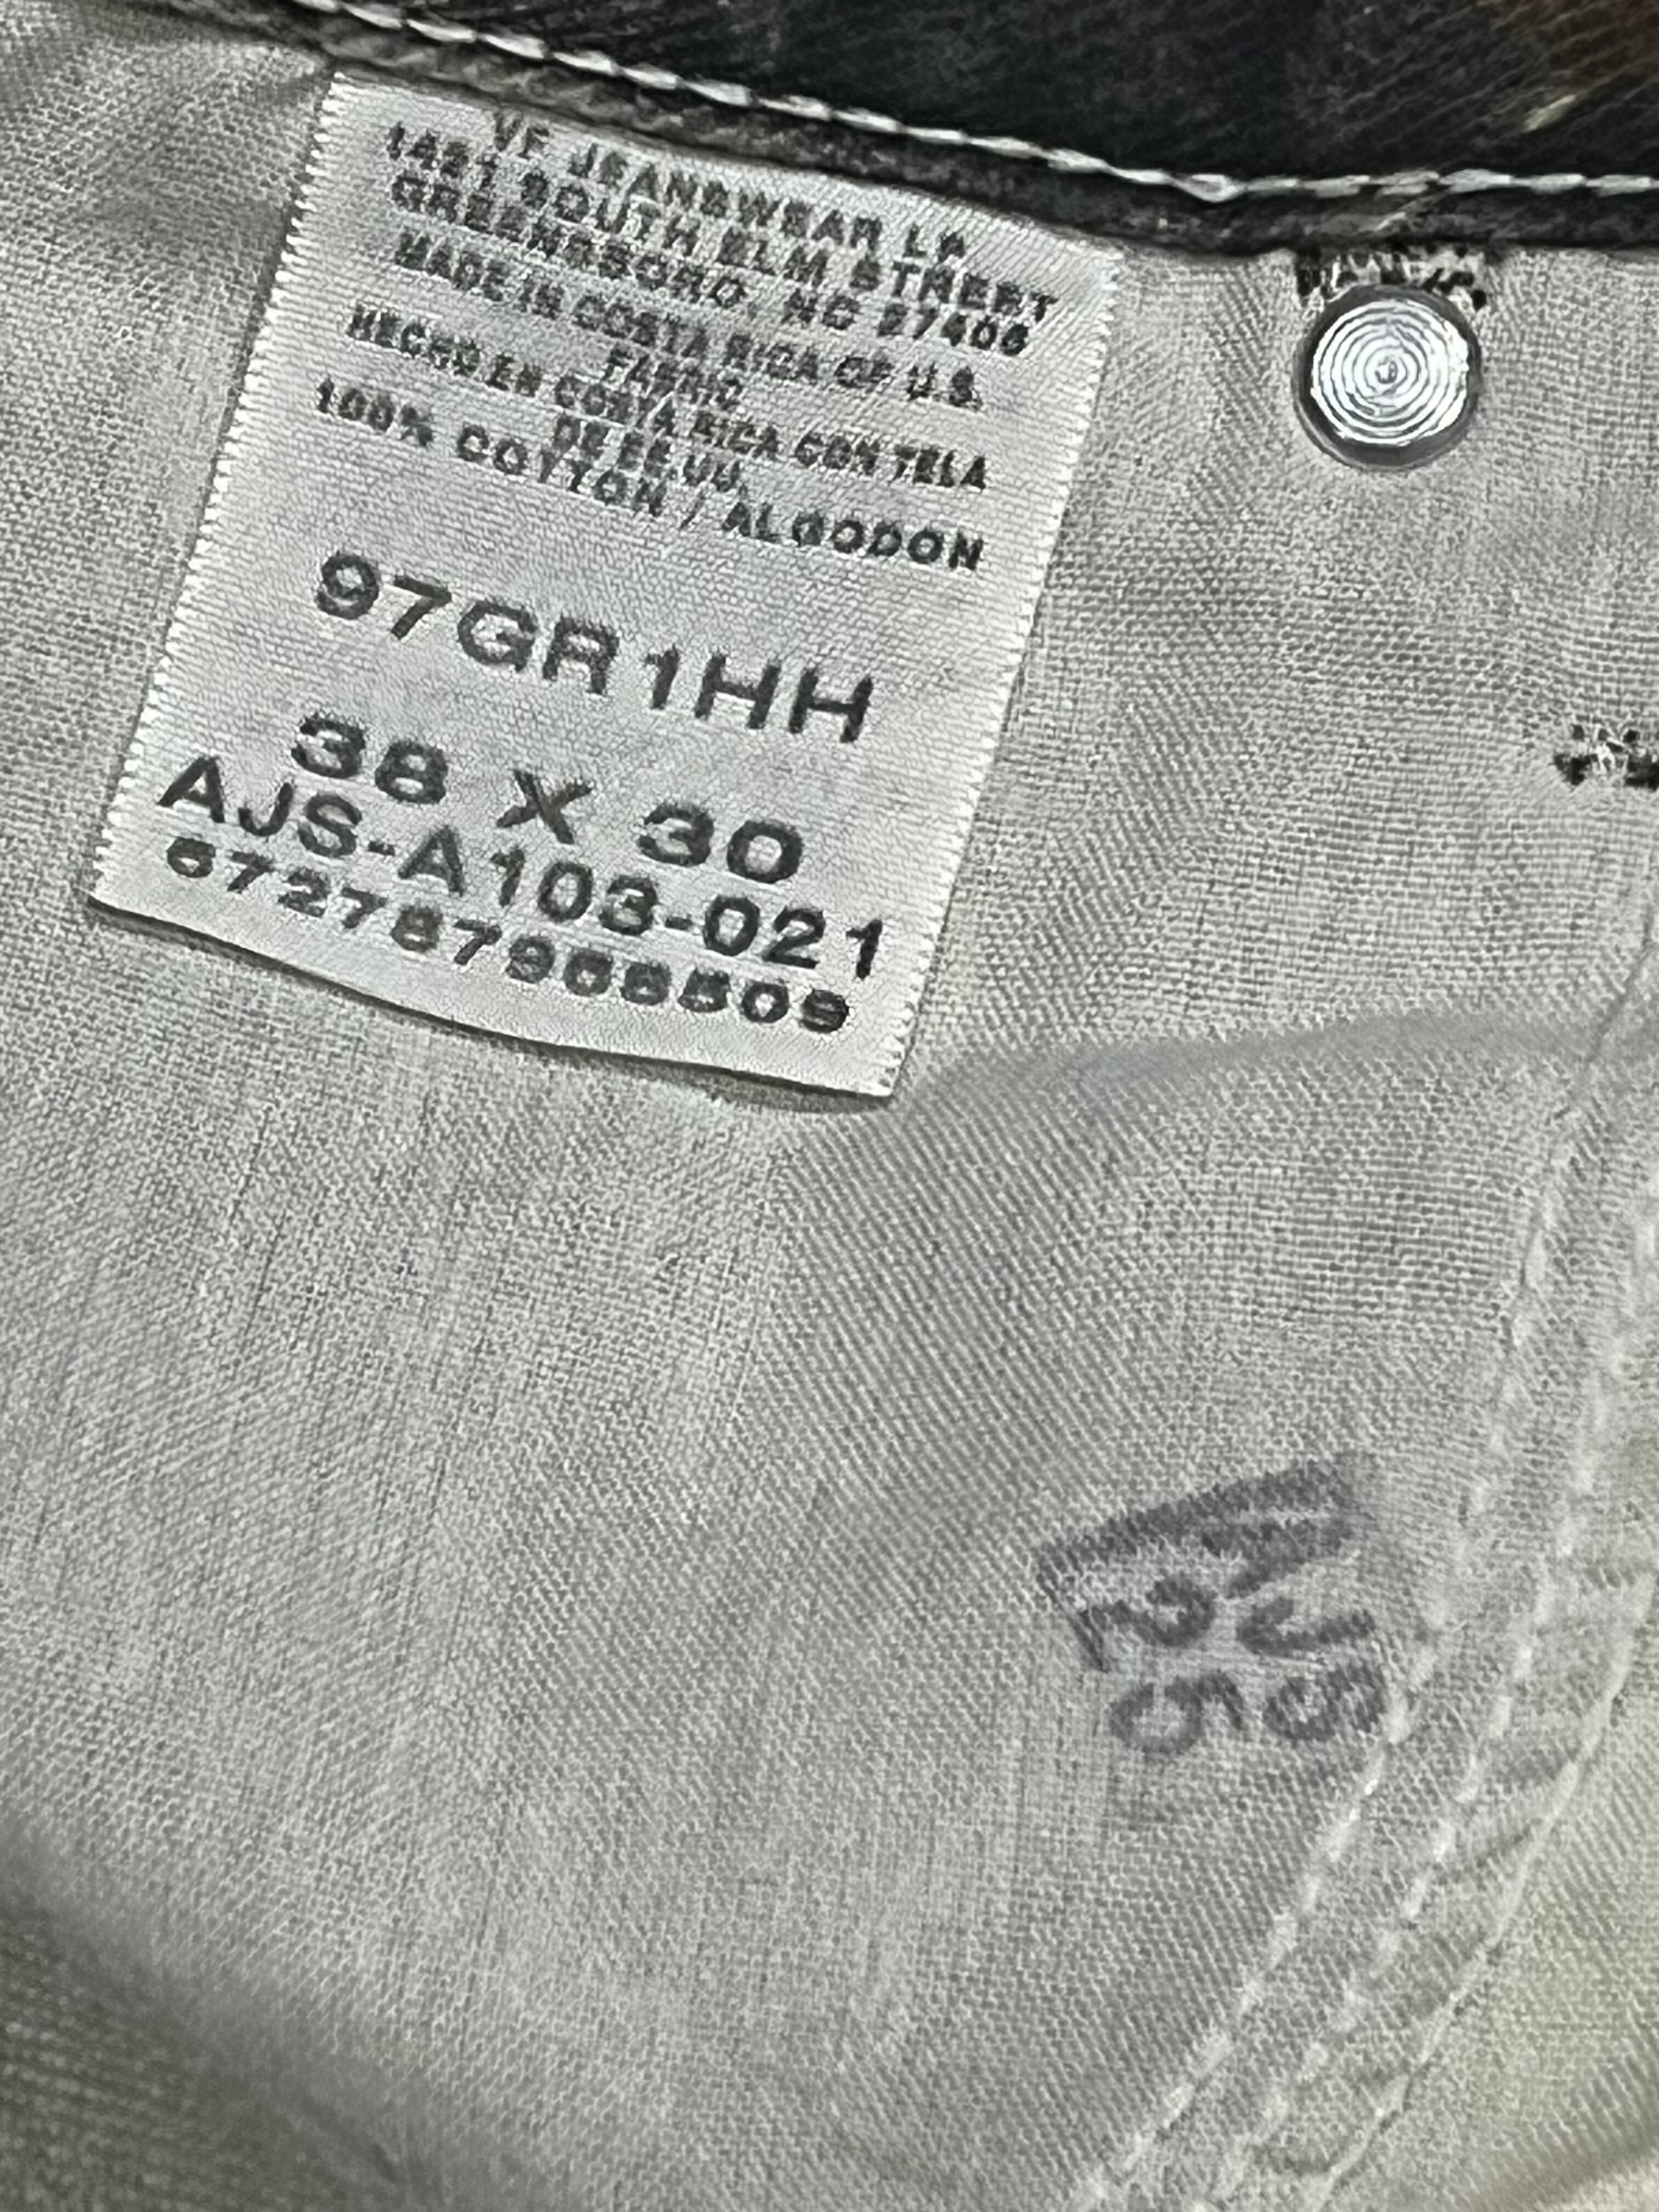 VF JEANSWEAR LP
1421 SOUTH ELM STREET
GREENSBORO, NC 27406
MADE IN COSTA RICA OF U.S.
FABRIC
HECHO EN COSTA RICA CON TELA
DE EE.UU.
100% COTTON / ALGODON
97GR1HH
38 X 30
AJS-A103-021
AJS